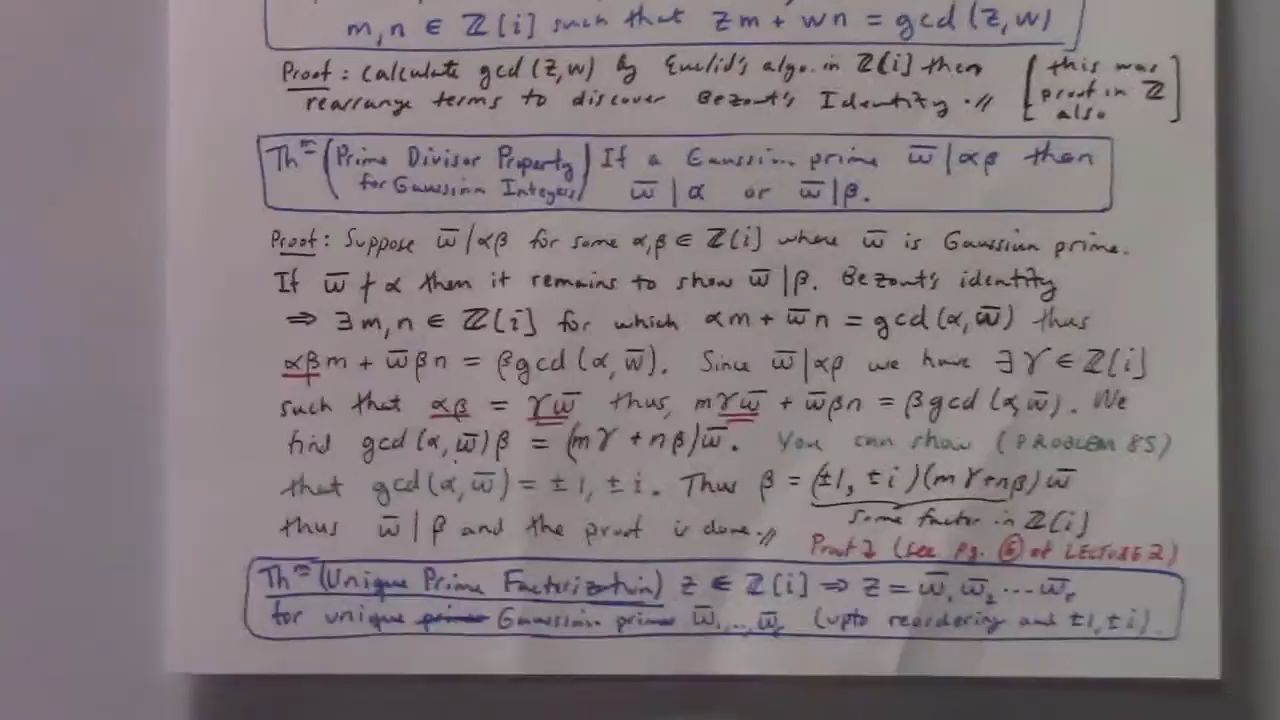 m, n ∈ ℤ[i] such that zm + wn = gcd(z, w)
Proof: Calculate gcd(z,w) by Euclid's algo. in ℤ[i] then [this was
rearrange terms to discover Bezout's Identity. // proof in ℤ
also]
Thᵐ (Prime Divisor Property If a Gaussian prime ϖ | αβ then
for Gaussian Integers) ϖ | α or ϖ | β.
Proof: Suppose ϖ | αβ for some α, β ∈ ℤ[i] where ϖ is Gaussian prime.
If ϖ ∤ α then it remains to show ϖ | β. Bezout's identity
⇒ ∃ m, n ∈ ℤ[i] for which αm + ϖn = gcd(α, ϖ) thus
αβm + ϖβn = β gcd(α, ϖ). Since ϖ | αβ we have ∃ γ ∈ ℤ[i]
such that αβ = γϖ thus, mγϖ + ϖβn = β gcd(α, ϖ). We
find gcd(α, ϖ)β = (mγ + nβ)ϖ. You can show (PROBLEM 85)
that gcd(α, ϖ) = ±1, ±i. Thus β = (±1, ±i)(mγ+nβ)ϖ
some factor in ℤ[i]
thus ϖ | β and the proof is done. //
Proof 2 (see pg. ⑥ of LECTURE 2)
Thᵐ (Unique Prime Factorization) z ∈ ℤ[i] ⇒ z = ϖ₁ϖ₂...ϖᵣ
for unique prime Gaussian primes ϖ₁,...,ϖᵣ (upto reordering and ±1, ±i).